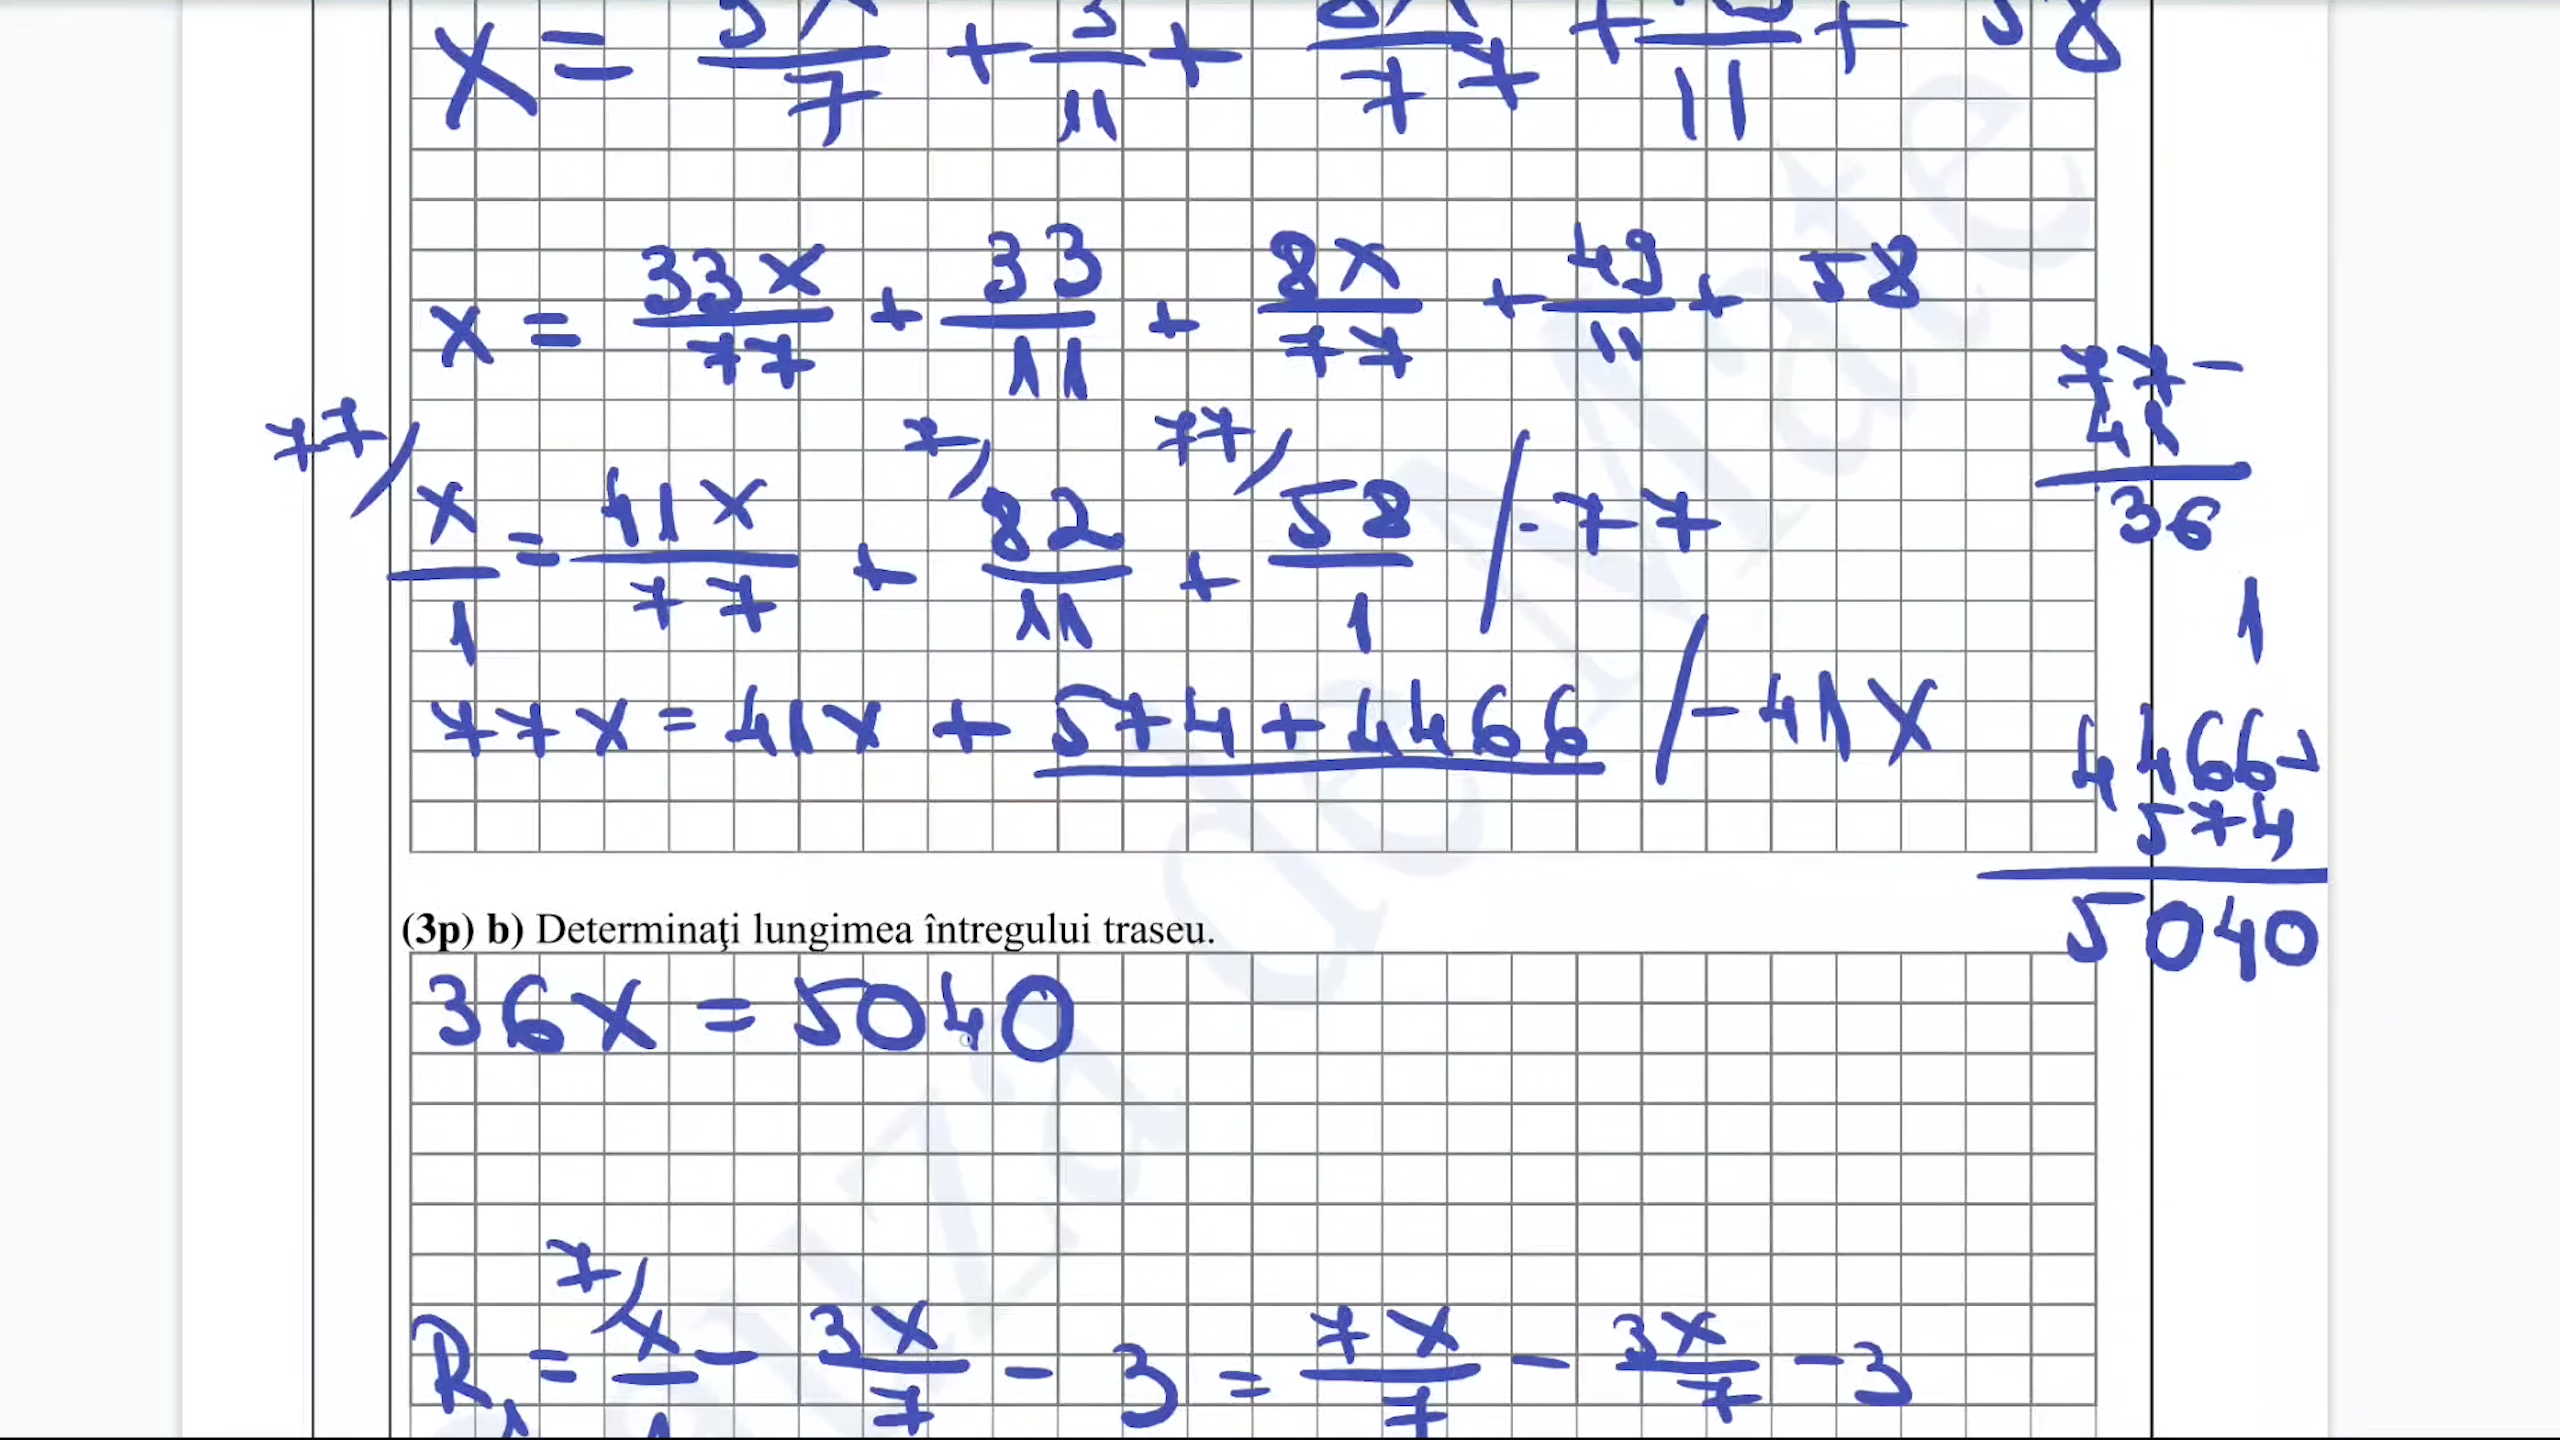 X = 3X/7 + 3/11 + 8X/77 + /11 + 58
x = 33x/77 + 33/11 + 8x/77 + 49/11 + 58
77- 41 36
77/ x/1 = 41x/77 + 7/ 82/11 + 77/ 58/1 / · 77
1
77x = 41x + 574 + 4466 / - 41x
4466+
574
5040
(3p) b) Determinați lungimea întregului traseu.
36x = 5040
R1 = 7/ x/1 - 3x/7 - 3 = 7x/7 - 3x/7 - 3
de Mate